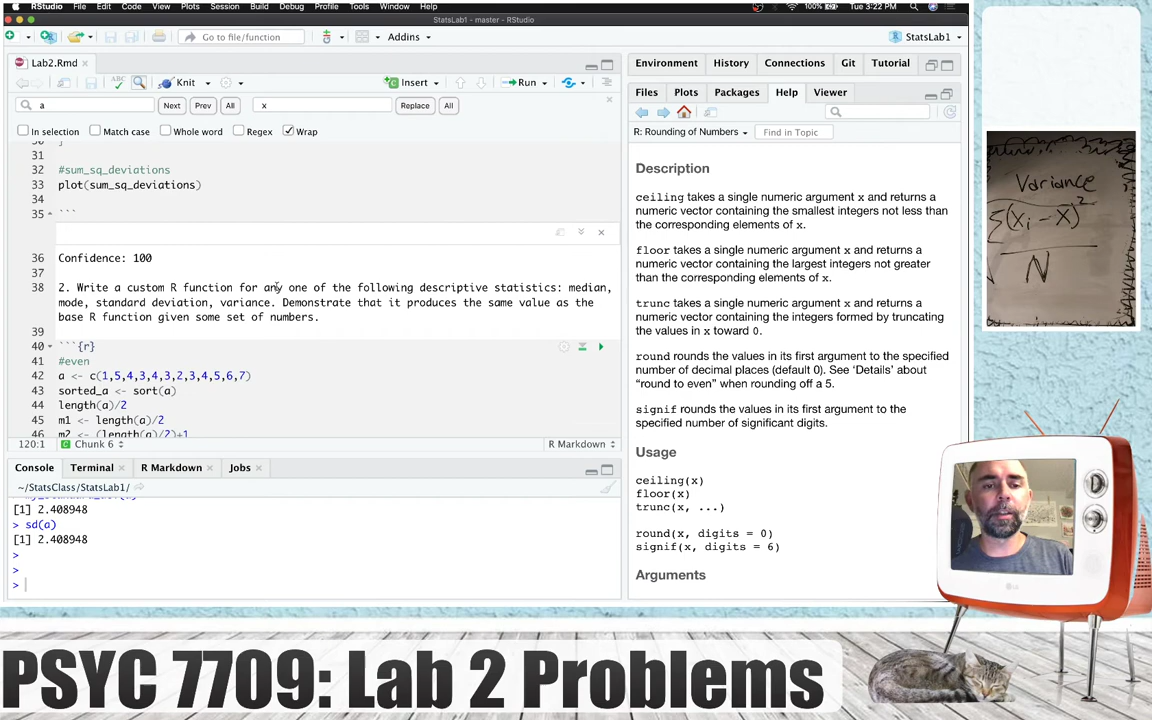 RStudio File Edit Code View Plots Session Build Debug Profile Tools Window Help 100% Tue 3:22 PM
StatsLab1 - master - RStudio
Go to file/function Addins StatsLab1
Lab2.Rmd
ABC Knit Insert Run
a Next Prev All x Replace All
In selection Match case Whole word Regex Wrap
31
32 #sum_sq_deviations
33 plot(sum_sq_deviations)
34
35 ```
36 Confidence: 100
37
38 2. Write a custom R function for any one of the following descriptive statistics: median,
mode, standard deviation, variance. Demonstrate that it produces the same value as the
base R function given some set of numbers.
39
40 ```{r}
41 #even
42 a <- c(1,5,4,3,4,3,2,3,4,5,6,7)
43 sorted_a <- sort(a)
44 length(a)/2
45 m1 <- length(a)/2
46 m2 <- (length(a)/2)+1
120:1 Chunk 6 R Markdown
Console Terminal R Markdown Jobs
~/StatsClass/StatsLab1/
[1] 2.408948
> sd(a)
[1] 2.408948
>
>
>
Environment History Connections Git Tutorial
Files Plots Packages Help Viewer
R: Rounding of Numbers Find in Topic
Description
ceiling takes a single numeric argument x and returns a
numeric vector containing the smallest integers not less than
the corresponding elements of x.
floor takes a single numeric argument x and returns a
numeric vector containing the largest integers not greater
than the corresponding elements of x.
trunc takes a single numeric argument x and returns a
numeric vector containing the integers formed by truncating
the values in x toward 0.
round rounds the values in its first argument to the
specified number of decimal places (default 0). See ‘Details’ about
“round to even” when rounding off a 5.
signif rounds the values in its first argument to the
specified number of significant digits.
Usage
ceiling(x)
floor(x)
trunc(x, ...)
round(x, digits = 0)
signif(x, digits = 6)
Arguments
Variance
Σ(Xi - X)²
N
LG
PSYC 7709: Lab 2 Problems